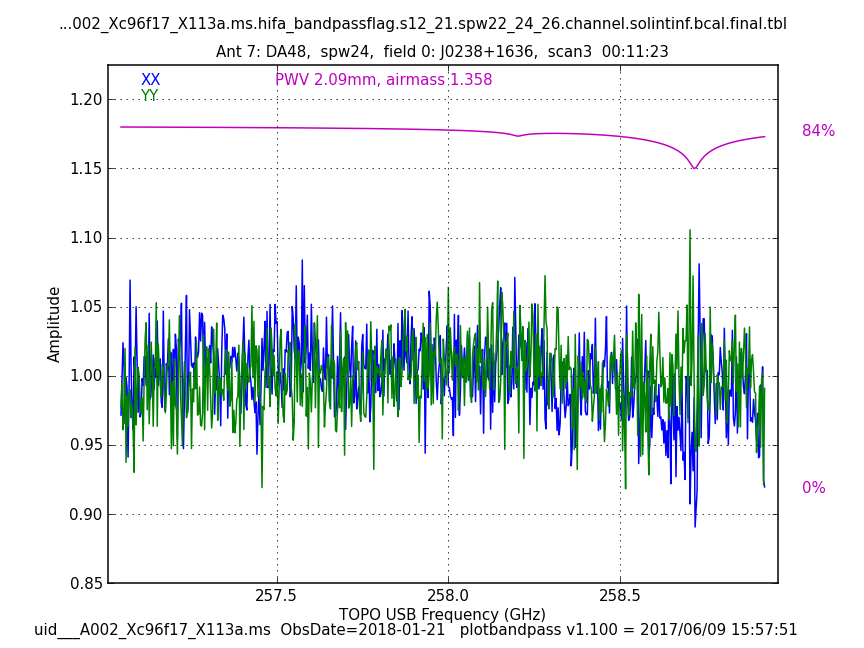 ...002_Xc96f17_X113a.ms.hifa_bandpassflag.s12_21.spw22_24_26.channel.solintinf.bcal.final.tbl
Ant 7: DA48, spw24, field 0: J0238+1636, scan3 00:11:23
XX
PWV 2.09mm, airmass 1.358
YY
1.20
84%
1.15
1.10
1.05
Amplitude
1.00
0.95
0.90
0%
0.85
257.5
258.0
258.5
TOPO USB Frequency (GHz)
uid___A002_Xc96f17_X113a.ms ObsDate=2018-01-21 plotbandpass v1.100 = 2017/06/09 15:57:51